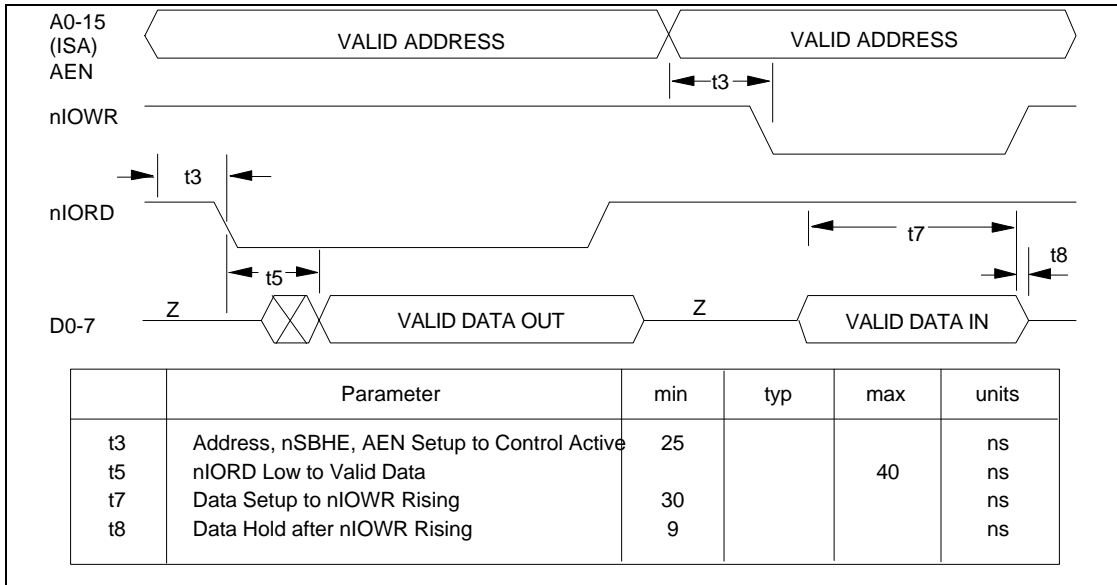 A0-15
(ISA)
AEN
VALID ADDRESS
VALID ADDRESS
t3
nIOWR
t3
nIORD
t7
t8
t5
Z
Z
D0-7
VALID DATA OUT
VALID DATA IN
Parameter min typ max units
t3 Address, nSBHE, AEN Setup to Control Active 25 ns
t5 nIORD Low to Valid Data 40 ns
t7 Data Setup to nIOWR Rising 30 ns
t8 Data Hold after nIOWR Rising 9 ns